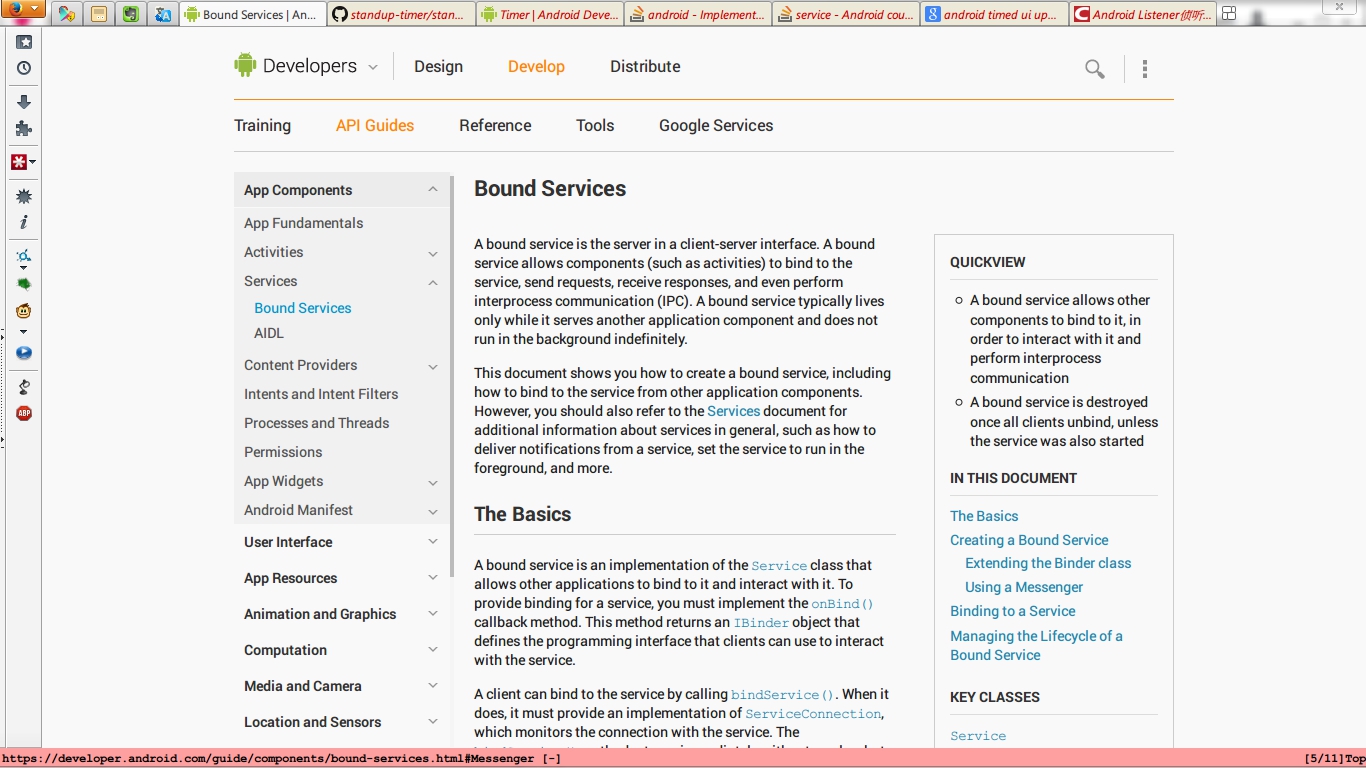 Bound Services | An...
standup-timer/stan...
Timer | Android Deve...
android - Implement...
service - Android cou...
android timed ui up...
Android Listener侦听...
Developers
Design
Develop
Distribute
Training
API Guides
Reference
Tools
Google Services
App Components
App Fundamentals
Activities
Services
Bound Services
AIDL
Content Providers
Intents and Intent Filters
Processes and Threads
Permissions
App Widgets
Android Manifest
User Interface
App Resources
Animation and Graphics
Computation
Media and Camera
Location and Sensors
Bound Services
A bound service is the server in a client-server interface. A bound
service allows components (such as activities) to bind to the
service, send requests, receive responses, and even perform
interprocess communication (IPC). A bound service typically lives
only while it serves another application component and does not
run in the background indefinitely.
This document shows you how to create a bound service, including
how to bind to the service from other application components.
However, you should also refer to the Services document for
additional information about services in general, such as how to
deliver notifications from a service, set the service to run in the
foreground, and more.
The Basics
A bound service is an implementation of the Service class that
allows other applications to bind to it and interact with it. To
provide binding for a service, you must implement the onBind()
callback method. This method returns an IBinder object that
defines the programming interface that clients can use to interact
with the service.
A client can bind to the service by calling bindService(). When it
does, it must provide an implementation of ServiceConnection,
which monitors the connection with the service. The
QUICKVIEW
A bound service allows other
components to bind to it, in
order to interact with it and
perform interprocess
communication
A bound service is destroyed
once all clients unbind, unless
the service was also started
IN THIS DOCUMENT
The Basics
Creating a Bound Service
Extending the Binder class
Using a Messenger
Binding to a Service
Managing the Lifecycle of a
Bound Service
KEY CLASSES
Service
ABP
https://developer.android.com/guide/components/bound-services.html#Messenger [-]
[5/11]Top